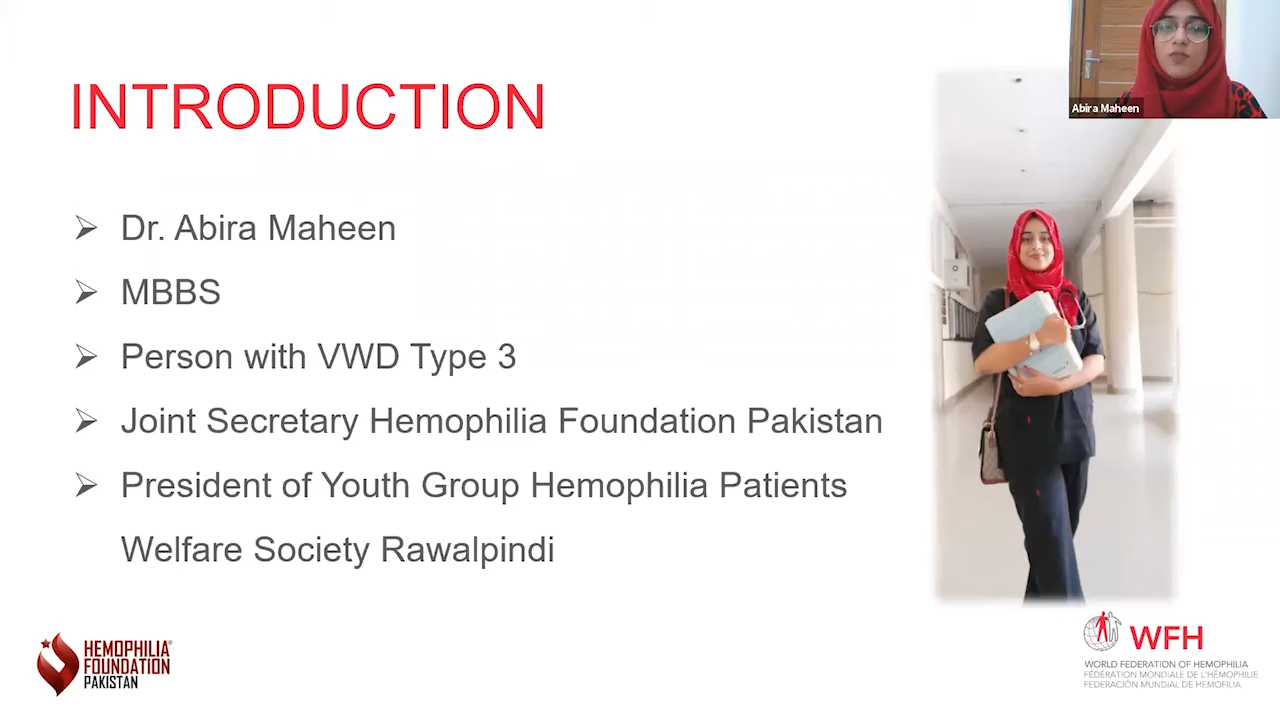 INTRODUCTION
Abira Maheen
➢ Dr. Abira Maheen
➢ MBBS
➢ Person with VWD Type 3
➢ Joint Secretary Hemophilia Foundation Pakistan
➢ President of Youth Group Hemophilia Patients
Welfare Society Rawalpindi
HEMOPHILIA®
FOUNDATION
PAKISTAN
WFH
WORLD FEDERATION OF HEMOPHILIA
FÉDÉRATION MONDIALE DE L'HÉMOPHILIE
FEDERACIÓN MUNDIAL DE HEMOFILIA